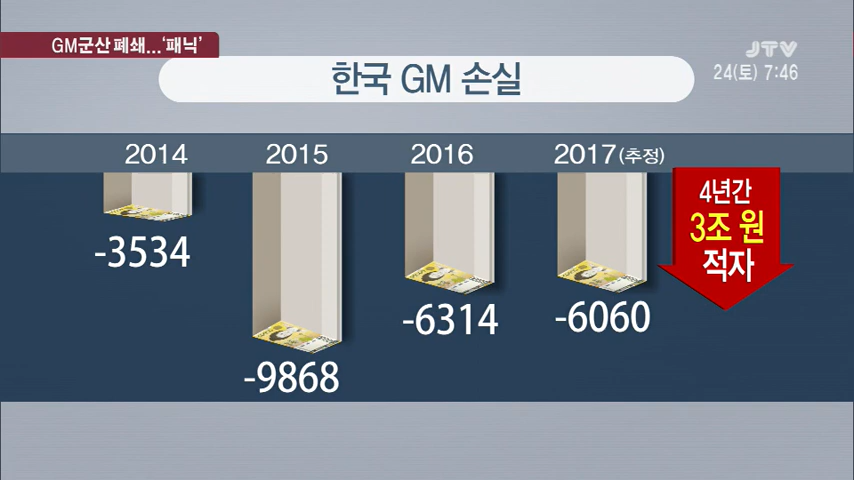 GM군산 폐쇄...‘패닉’
JTV
24(토) 7:46
한국 GM 손실
2014 2015 2016 2017(추정)
4년간
3조 원
적자
-3534
-9868
-6314
-6060